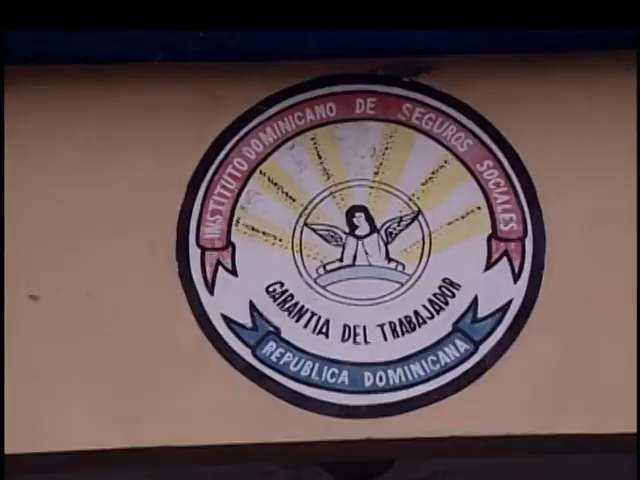 INSTITUTO DOMINICANO DE SEGUROS SOCIALES
GARANTIA DEL TRABAJADOR
REPUBLICA DOMINICANA